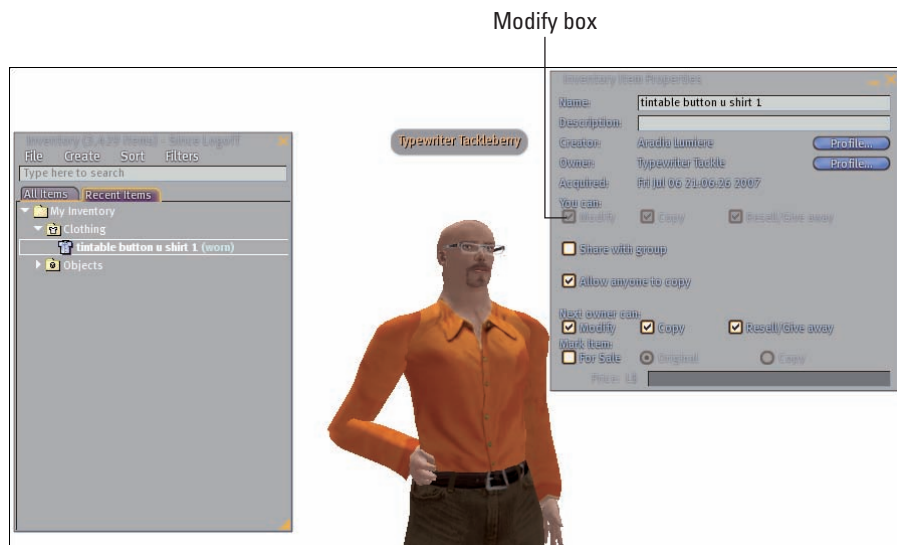 Modify box
Inventory (3,439 items) - Since Logoff
File Create Sort Filters
Type here to search
All Items Recent Items
My Inventory
Clothing
tintable button u shirt 1 (worn)
Objects
Typewriter Tackleberry
Inventory Item Properties
Name: tintable button u shirt 1
Description:
Creator: Aradia Lumiere Profile...
Owner: Typewriter Tackle Profile...
Acquired: Fri Jul 06 21:06:26 2007
You can:
Modify Copy Resell/Give away
Share with group
Allow anyone to copy
Next owner can:
Modify Copy Resell/Give away
Mark Item:
For Sale Original Copy
Price: L$